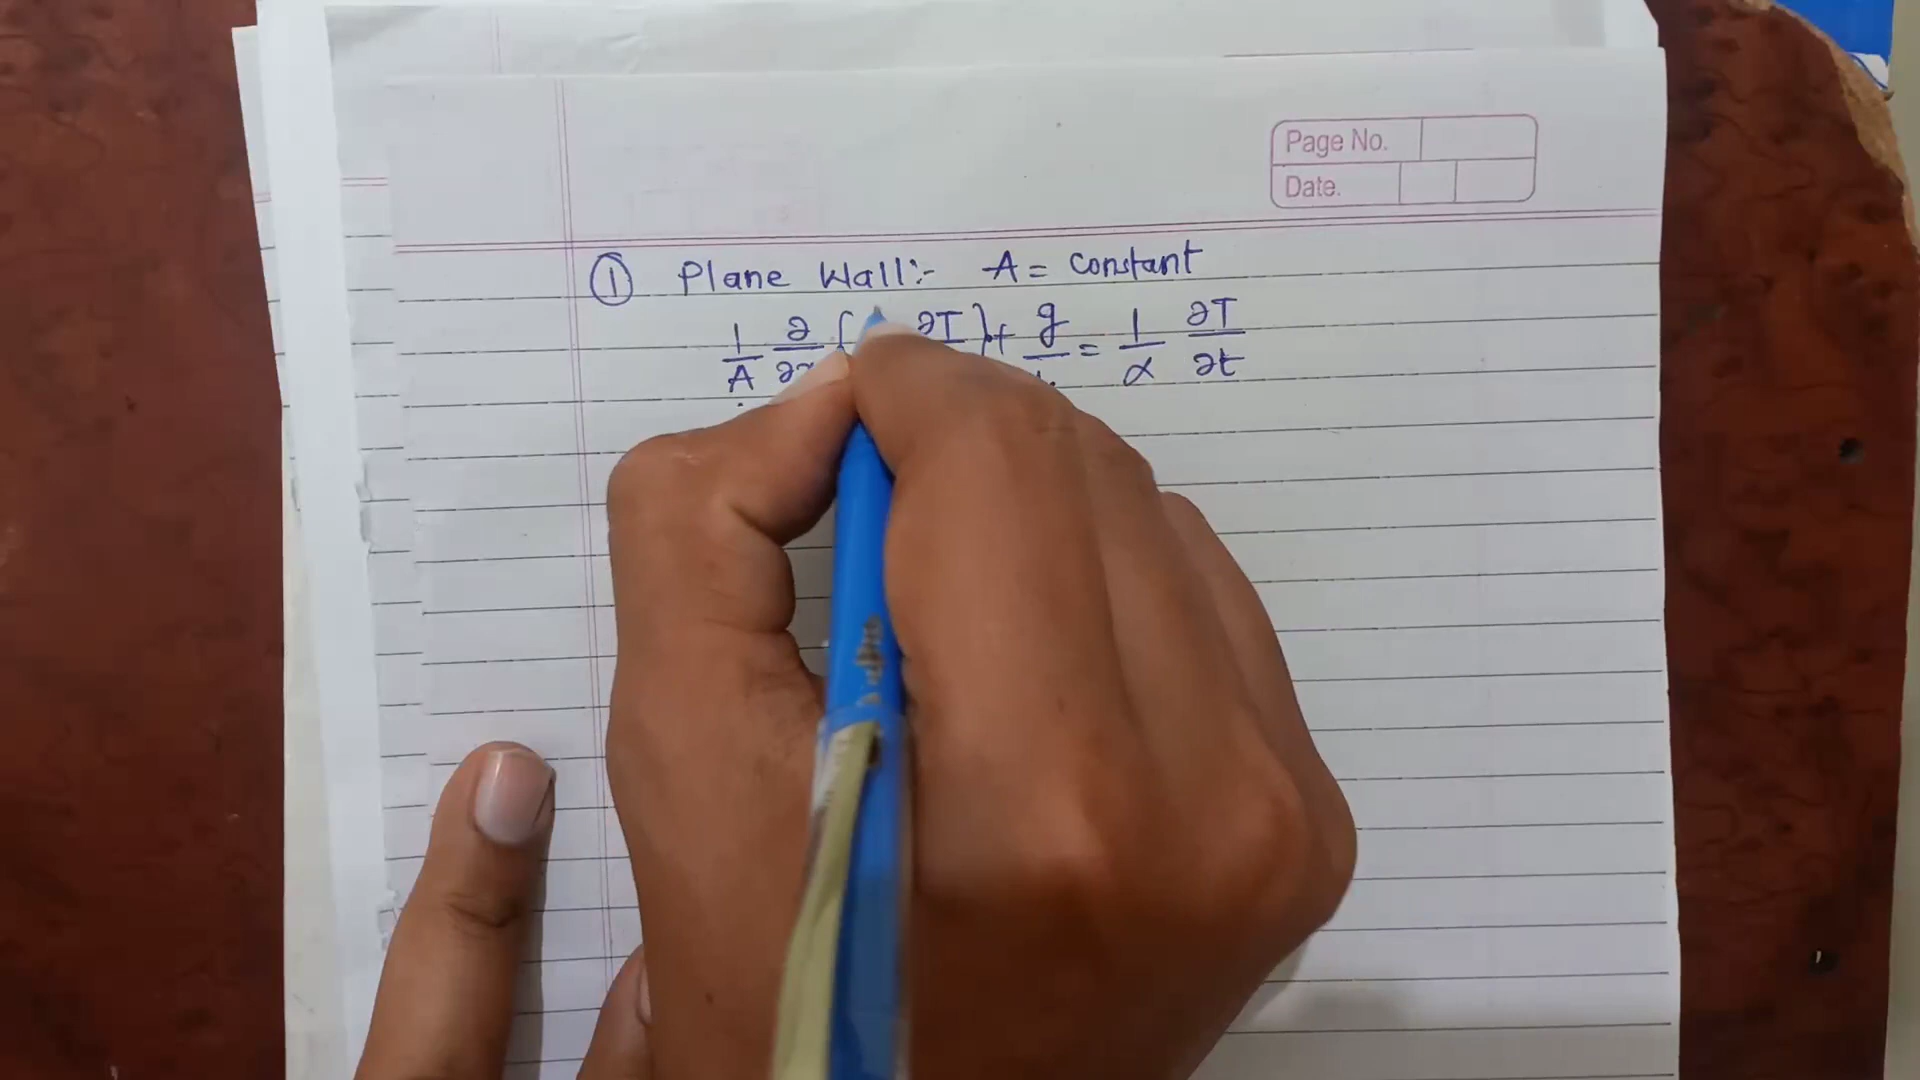 Page No.
Date.
① Plane Wall:- A = constant
1/A ∂/∂x ( ∂T ) + g = 1/α ∂T/∂t